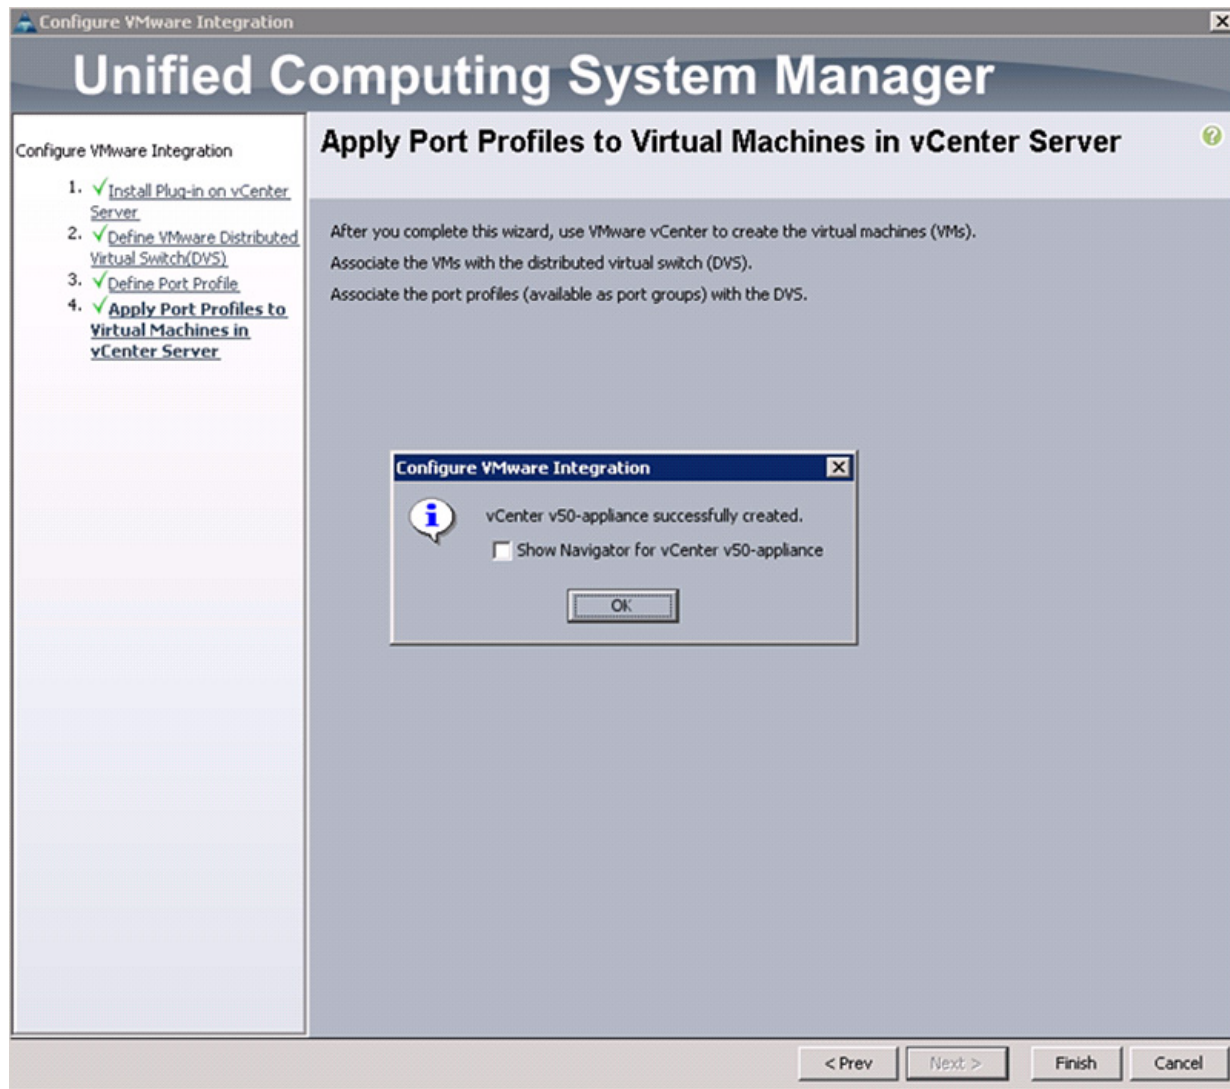 Configure VMware Integration
Unified Computing System Manager
Configure VMware Integration
1. Install Plug-in on vCenter
Server
2. Define VMware Distributed
Virtual Switch(DVS)
3. Define Port Profile
4. Apply Port Profiles to
Virtual Machines in
vCenter Server
Apply Port Profiles to Virtual Machines in vCenter Server
?
After you complete this wizard, use VMware vCenter to create the virtual machines (VMs).
Associate the VMs with the distributed virtual switch (DVS).
Associate the port profiles (available as port groups) with the DVS.
Configure VMware Integration
vCenter v50-appliance successfully created.
Show Navigator for vCenter v50-appliance
OK
< Prev Next > Finish Cancel